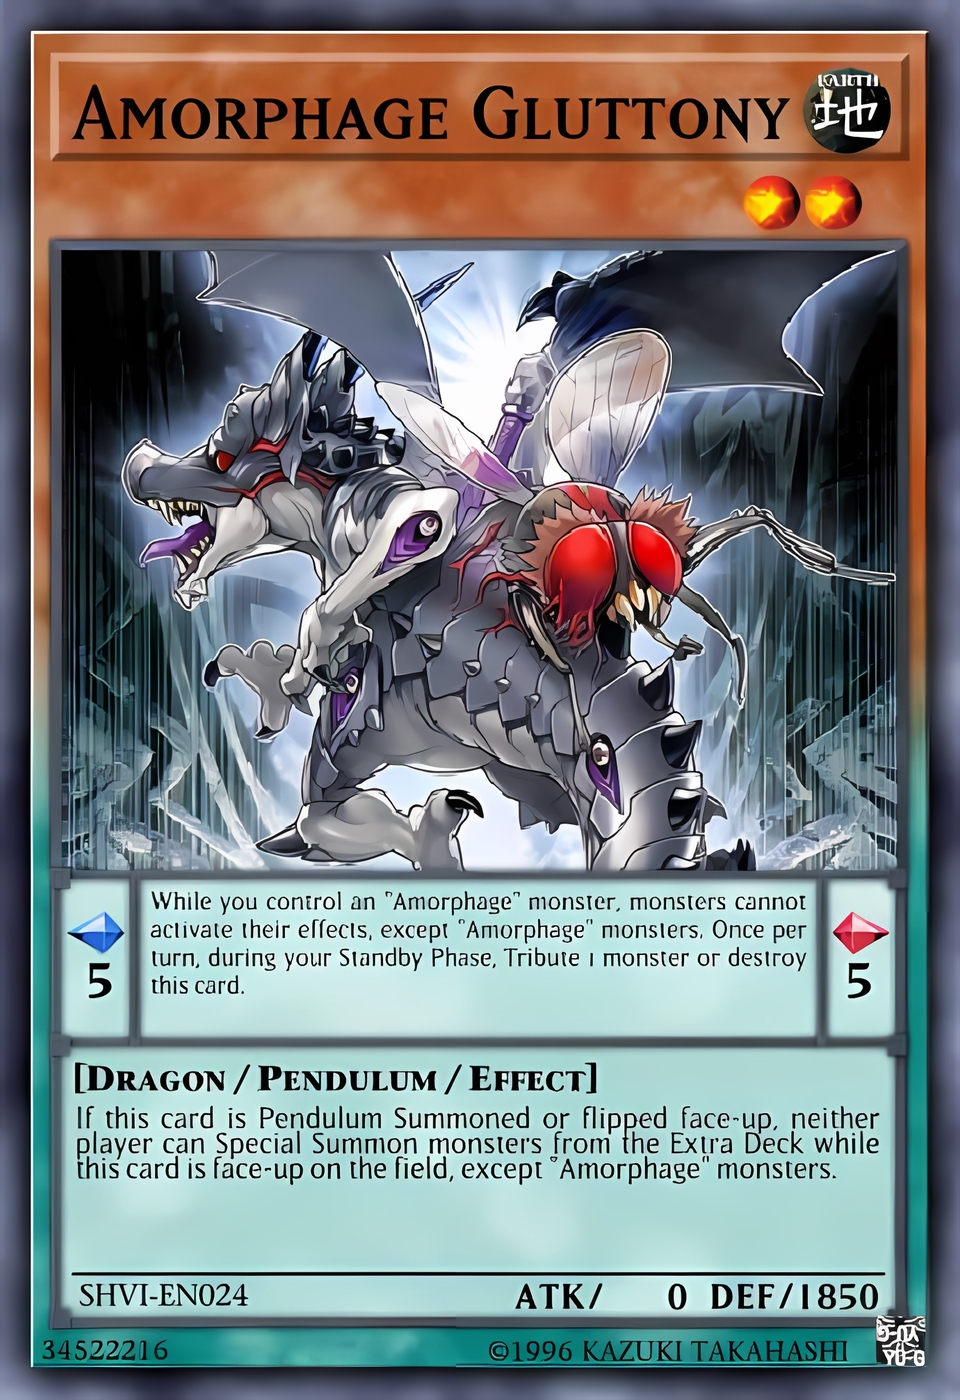 AMORPHAGE GLUTTONY
EARTH
地
While you control an "Amorphage" monster, monsters cannot
activate their effects, except "Amorphage" monsters. Once per
turn, during your Standby Phase, Tribute 1 monster or destroy
this card.
5
5
[DRAGON / PENDULUM / EFFECT]
If this card is Pendulum Summoned or flipped face-up, neither
player can Special Summon monsters from the Extra Deck while
this card is face-up on the field, except "Amorphage" monsters.
SHVI-EN024
ATK/ 0 DEF/1850
34522216
©1996 KAZUKI TAKAHASHI